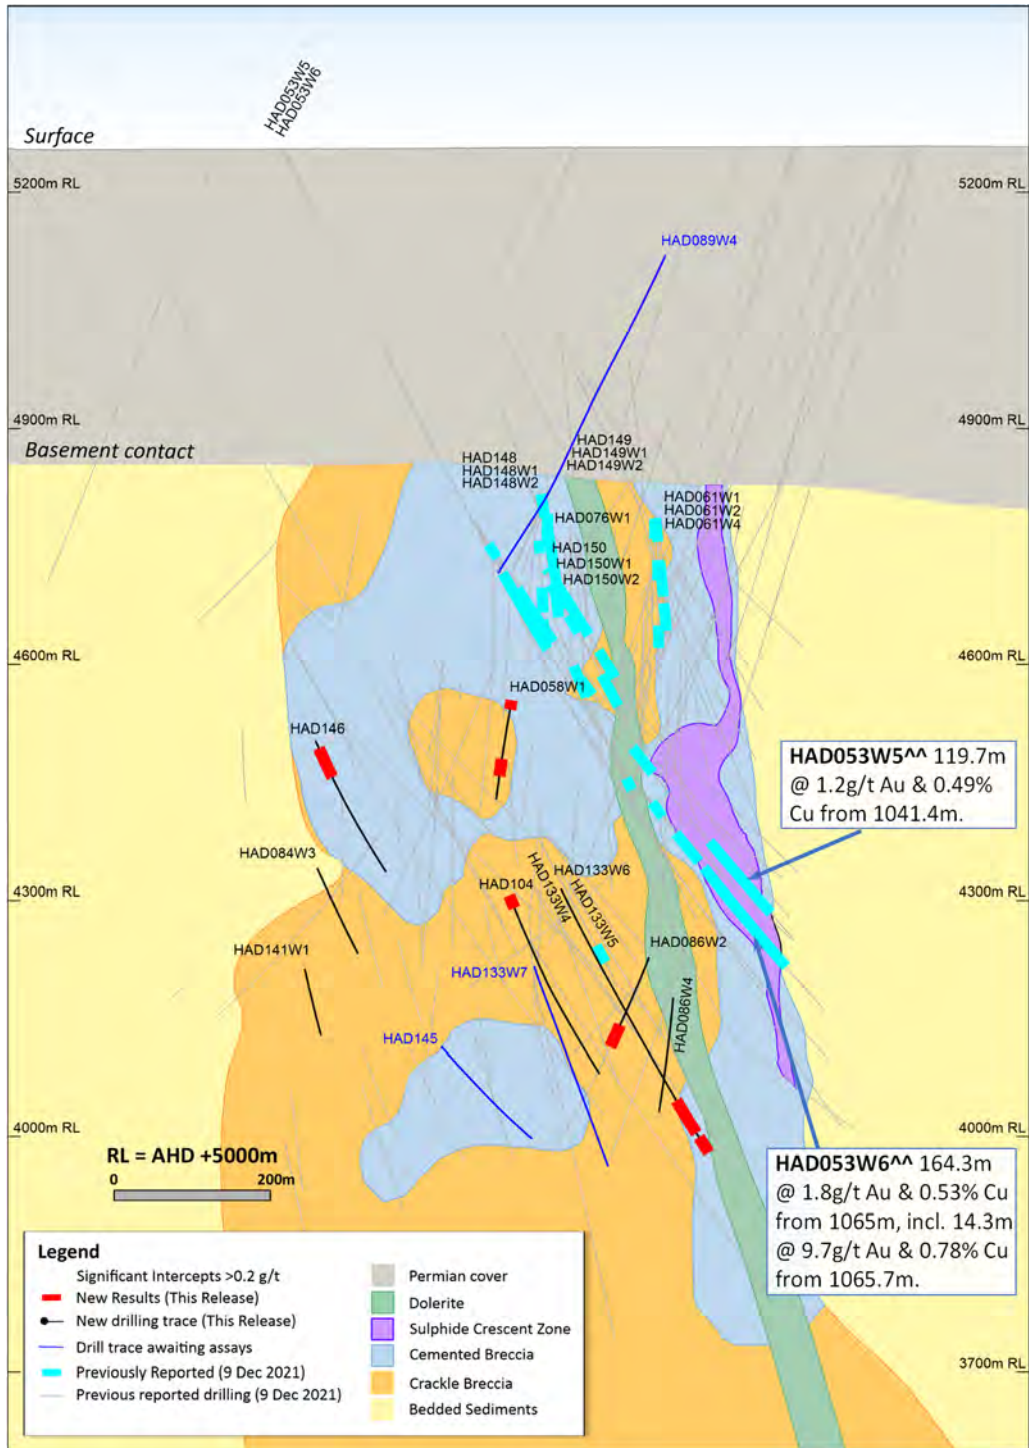 HAD053W5
HAD053W6
Surface
5200m RL
5200m RL
HAD089W4
4900m RL
4900m RL
Basement contact
HAD148
HAD148W1
HAD148W2
HAD149
HAD149W1
HAD149W2
HAD061W1
HAD061W2
HAD061W4
HAD076W1
HAD150
HAD150W1
HAD150W2
4600m RL
4600m RL
HAD058W1
HAD146
HAD053W5^^ 119.7m
@ 1.2g/t Au & 0.49%
Cu from 1041.4m.
HAD084W3
4300m RL
4300m RL
HAD104
HAD133W4
HAD133W6
HAD133W5
HAD141W1
HAD133W7
HAD086W2
HAD086W4
HAD145
4000m RL
4000m RL
RL = AHD +5000m
0
200m
HAD053W6^^ 164.3m
@ 1.8g/t Au & 0.53% Cu
from 1065m, incl. 14.3m
@ 9.7g/t Au & 0.78% Cu
from 1065.7m.
Legend
Significant Intercepts >0.2 g/t
New Results (This Release)
New drilling trace (This Release)
Drill trace awaiting assays
Previously Reported (9 Dec 2021)
Previous reported drilling (9 Dec 2021)
Permian cover
Dolerite
Sulphide Crescent Zone
Cemented Breccia
Crackle Breccia
Bedded Sediments
3700m RL